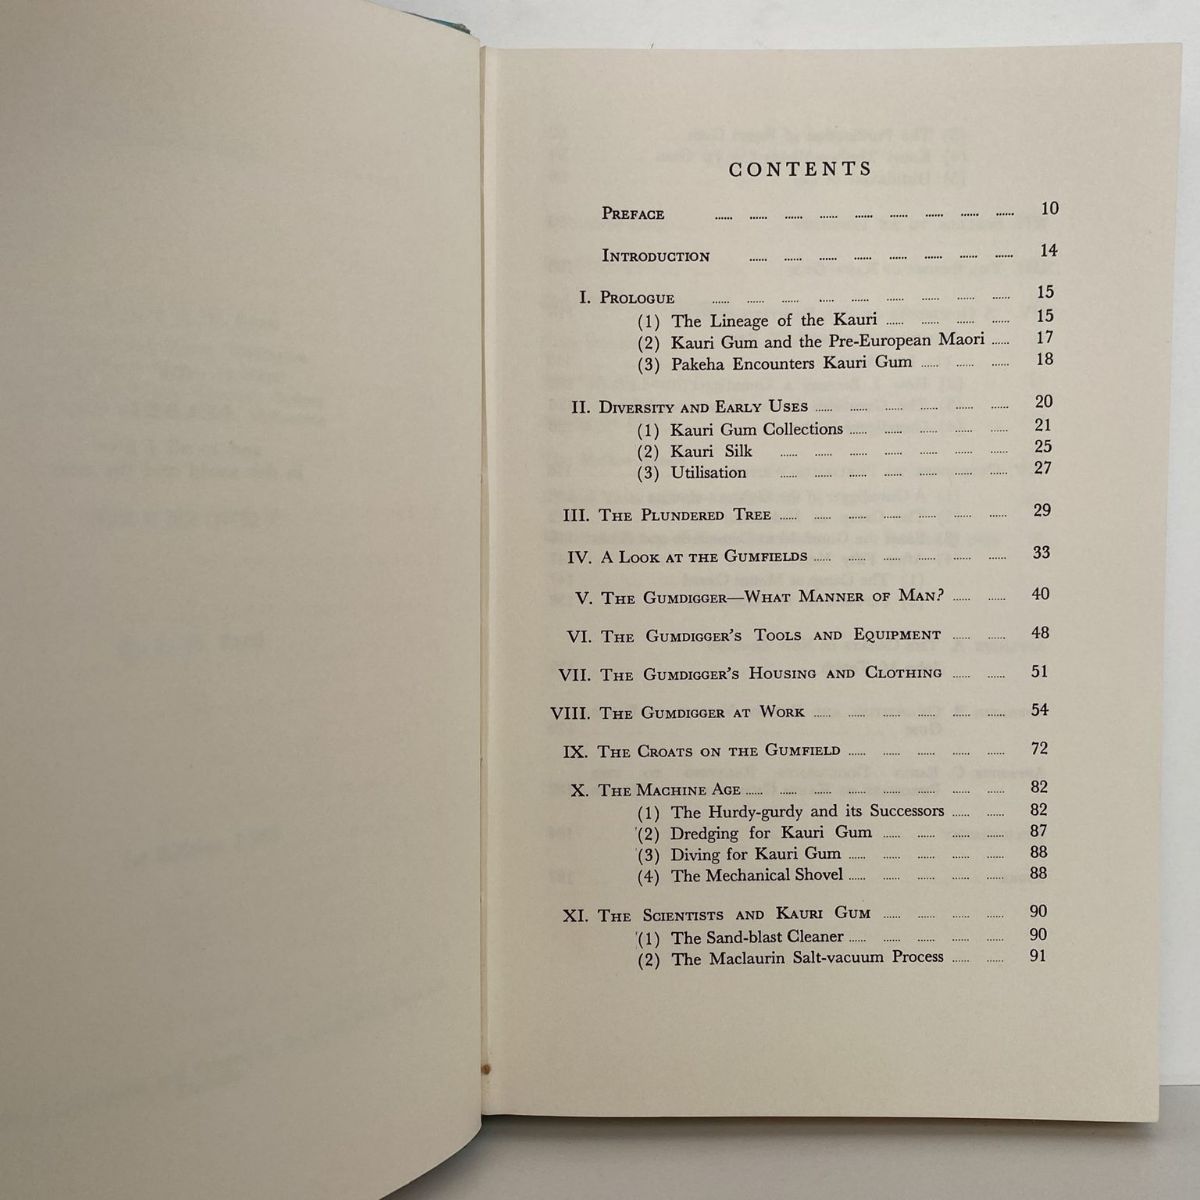 CONTENTS
PREFACE ...... ...... ...... ...... ...... ...... ...... ...... ...... 10
INTRODUCTION ...... ...... ...... ...... ...... ...... ...... ...... 14
I. PROLOGUE ...... ...... ...... ...... ...... ...... ...... ...... ...... 15
(1) The Lineage of the Kauri ...... ...... ...... ...... 15
(2) Kauri Gum and the Pre-European Maori ...... 17
(3) Pakeha Encounters Kauri Gum ...... ...... ...... 18
II. DIVERSITY AND EARLY USES ...... ...... ...... ...... ...... ...... 20
(1) Kauri Gum Collections ...... ...... ...... ...... ...... 21
(2) Kauri Silk ...... ...... ...... ...... ...... ...... ...... 25
(3) Utilisation ...... ...... ...... ...... ...... ...... ...... 27
III. THE PLUNDERED TREE ...... ...... ...... ...... ...... ...... ...... 29
IV. A LOOK AT THE GUMFIELDS ...... ...... ...... ...... ...... ...... 33
V. THE GUMDIGGER—WHAT MANNER OF MAN? ...... ...... 40
VI. THE GUMDIGGER'S TOOLS AND EQUIPMENT ...... ...... 48
VII. THE GUMDIGGER'S HOUSING AND CLOTHING ...... ...... 51
VIII. THE GUMDIGGER AT WORK ...... ...... ...... ...... ...... ...... 54
IX. THE CROATS ON THE GUMFIELD ...... ...... ...... ...... ...... 72
X. THE MACHINE AGE ...... ...... ...... ...... ...... ...... ...... ...... 82
(1) The Hurdy-gurdy and its Successors ...... ...... 82
(2) Dredging for Kauri Gum ...... ...... ...... ...... 87
(3) Diving for Kauri Gum ...... ...... ...... ...... ...... 88
(4) The Mechanical Shovel ...... ...... ...... ...... ...... 88
XI. THE SCIENTISTS AND KAURI GUM ...... ...... ...... ...... 90
(1) The Sand-blast Cleaner ...... ...... ...... ...... ...... 90
(2) The Maclaurin Salt-vacuum Process ...... ...... 91